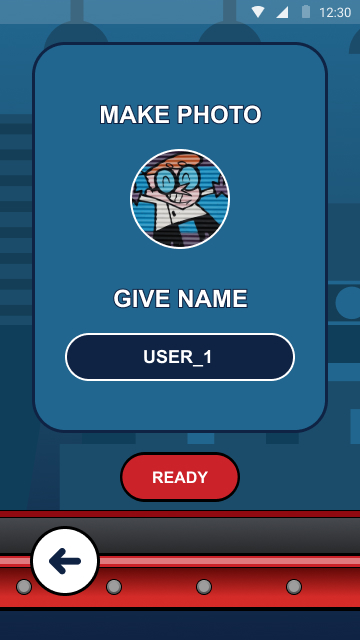 12:30
MAKE PHOTO
GIVE NAME
USER_1
READY